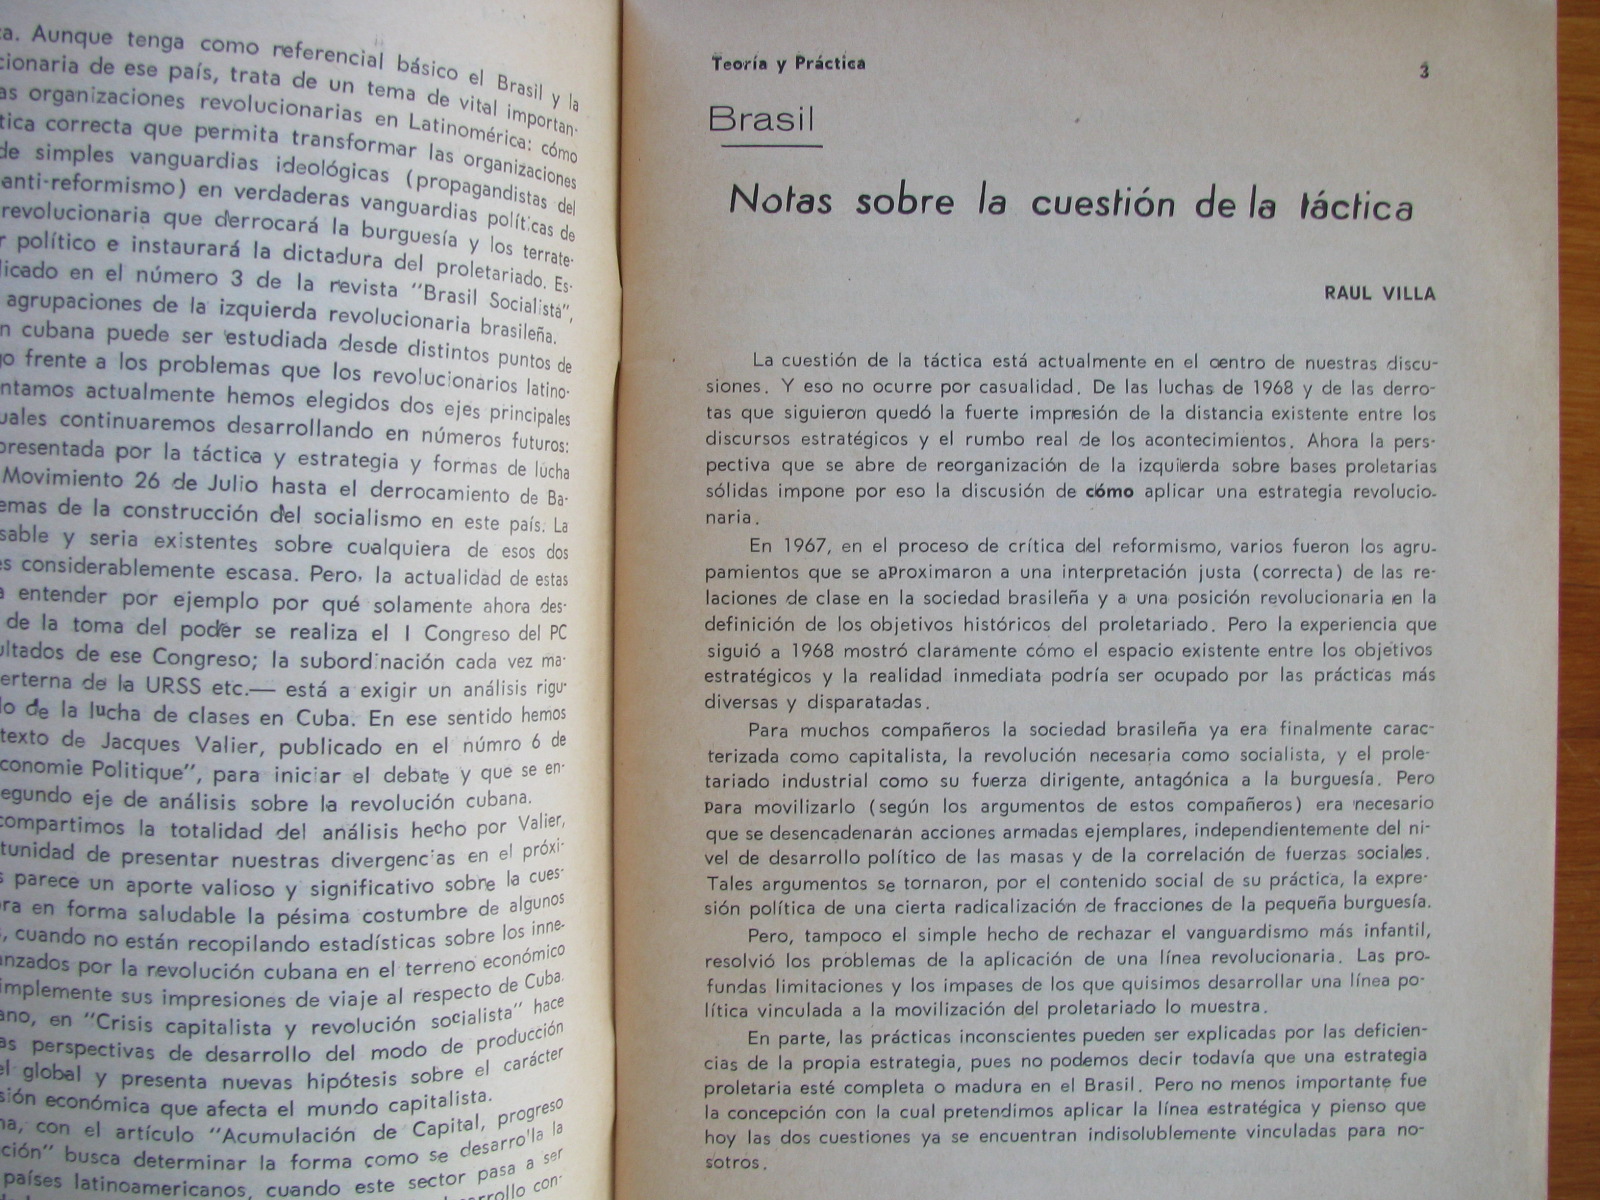 ca. Aunque tenga como referencial básico el Brasil y la
cionaria de ese país, trata de un tema de vital importan-
as organizaciones revolucionarias en Latinomérica: cómo
tica correcta que permita transformar las organizaciones
de simples vanguardias ideológicas (propagandistas del
anti-reformismo) en verdaderas vanguardias políticas de
revolucionaria que derrocará la burguesía y los terrate-
r político e instaurará la dictadura del proletariado. Es-
licado en el número 3 de la revista "Brasil Socialista",
agrupaciones de la izquierda revolucionaria brasileña.
n cubana puede ser estudiada desde distintos puntos de
go frente a los problemas que los revolucionarios latino-
ntamos actualmente hemos elegidos dos ejes principales
uales continuaremos desarrollando en números futuros:
presentada por la táctica y estrategia y formas de lucha
Movimiento 26 de Julio hasta el derrocamiento de Ba-
emas de la construcción del socialismo en este país. La
sable y seria existentes sobre cualquiera de esos dos
es considerablemente escasa. Pero, la actualidad de estas
a entender por ejemplo por qué solamente ahora des-
de la toma del poder se realiza el I Congreso del PC
ultados de ese Congreso; la subordinación cada vez ma-
erterna de la URSS etc.— está a exigir un análisis rigu-
lo de la lucha de clases en Cuba. En ese sentido hemos
texto de Jacques Valier, publicado en el númro 6 de
conomie Politique", para iniciar el debate y que se en-
egundo eje de análisis sobre la revolución cubana.
compartimos la totalidad del análisis hecho por Valier,
tunidad de presentar nuestras divergencias en el próxi-
s parece un aporte valioso y significativo sobre la cues-
ra en forma saludable la pésima costumbre de algunos
, cuando no están recopilando estadísticas sobre los inne-
anzados por la revolución cubana en el terreno económico
implemente sus impresiones de viaje al respecto de Cuba.
ano, en "Crisis capitalista y revolución socialista" hace
as perspectivas de desarrollo del modo de producción
el global y presenta nuevas hipótesis sobre el carácter
sión económica que afecta el mundo capitalista.
na, con el artículo "Acumulación de Capital, progreso
ción" busca determinar la forma como se desarrolla la
países latinoamericanos, cuando este sector pasa a ser
rrollo con-
Teoría y Práctica
3
Brasil
Notas sobre la cuestión de la táctica
RAUL VILLA
La cuestión de la táctica está actualmente en el centro de nuestras discu-
siones. Y eso no ocurre por casualidad. De las luchas de 1968 y de las derro-
tas que siguieron quedó la fuerte impresión de la distancia existente entre los
discursos estratégicos y el rumbo real de los acontecimientos. Ahora la pers-
pectiva que se abre de reorganización de la izquierda sobre bases proletarias
sólidas impone por eso la discusión de cómo aplicar una estrategia revolucio-
naria.
En 1967, en el proceso de crítica del reformismo, varios fueron los agru-
pamientos que se aproximaron a una interpretación justa (correcta) de las re-
laciones de clase en la sociedad brasileña y a una posición revolucionaria en la
definición de los objetivos históricos del proletariado. Pero la experiencia que
siguió a 1968 mostró claramente cómo el espacio existente entre los objetivos
estratégicos y la realidad inmediata podría ser ocupado por las prácticas más
diversas y disparatadas.
Para muchos compañeros la sociedad brasileña ya era finalmente carac-
terizada como capitalista, la revolución necesaria como socialista, y el prole-
tariado industrial como su fuerza dirigente, antagónica a la burguesía. Pero
para movilizarlo (según los argumentos de estos compañeros) era necesario
que se desencadenarán acciones armadas ejemplares, independientemente del ni-
vel de desarrollo político de las masas y de la correlación de fuerzas sociales.
Tales argumentos se tornaron, por el contenido social de su práctica, la expre-
sión política de una cierta radicalización de fracciones de la pequeña burguesía.
Pero, tampoco el simple hecho de rechazar el vanguardismo más infantil,
resolvió los problemas de la aplicación de una línea revolucionaria. Las pro-
fundas limitaciones y los impases de los que quisimos desarrollar una línea po-
lítica vinculada a la movilización del proletariado lo muestra.
En parte, las prácticas inconscientes pueden ser explicadas por las deficien-
cias de la propia estrategia, pues no podemos decir todavía que una estrategia
proletaria esté completa o madura en el Brasil. Pero no menos importante fue
la concepción con la cual pretendimos aplicar la línea estratégica y pienso que
hoy las dos cuestiones ya se encuentran indisolublemente vinculadas para no-
sotros.